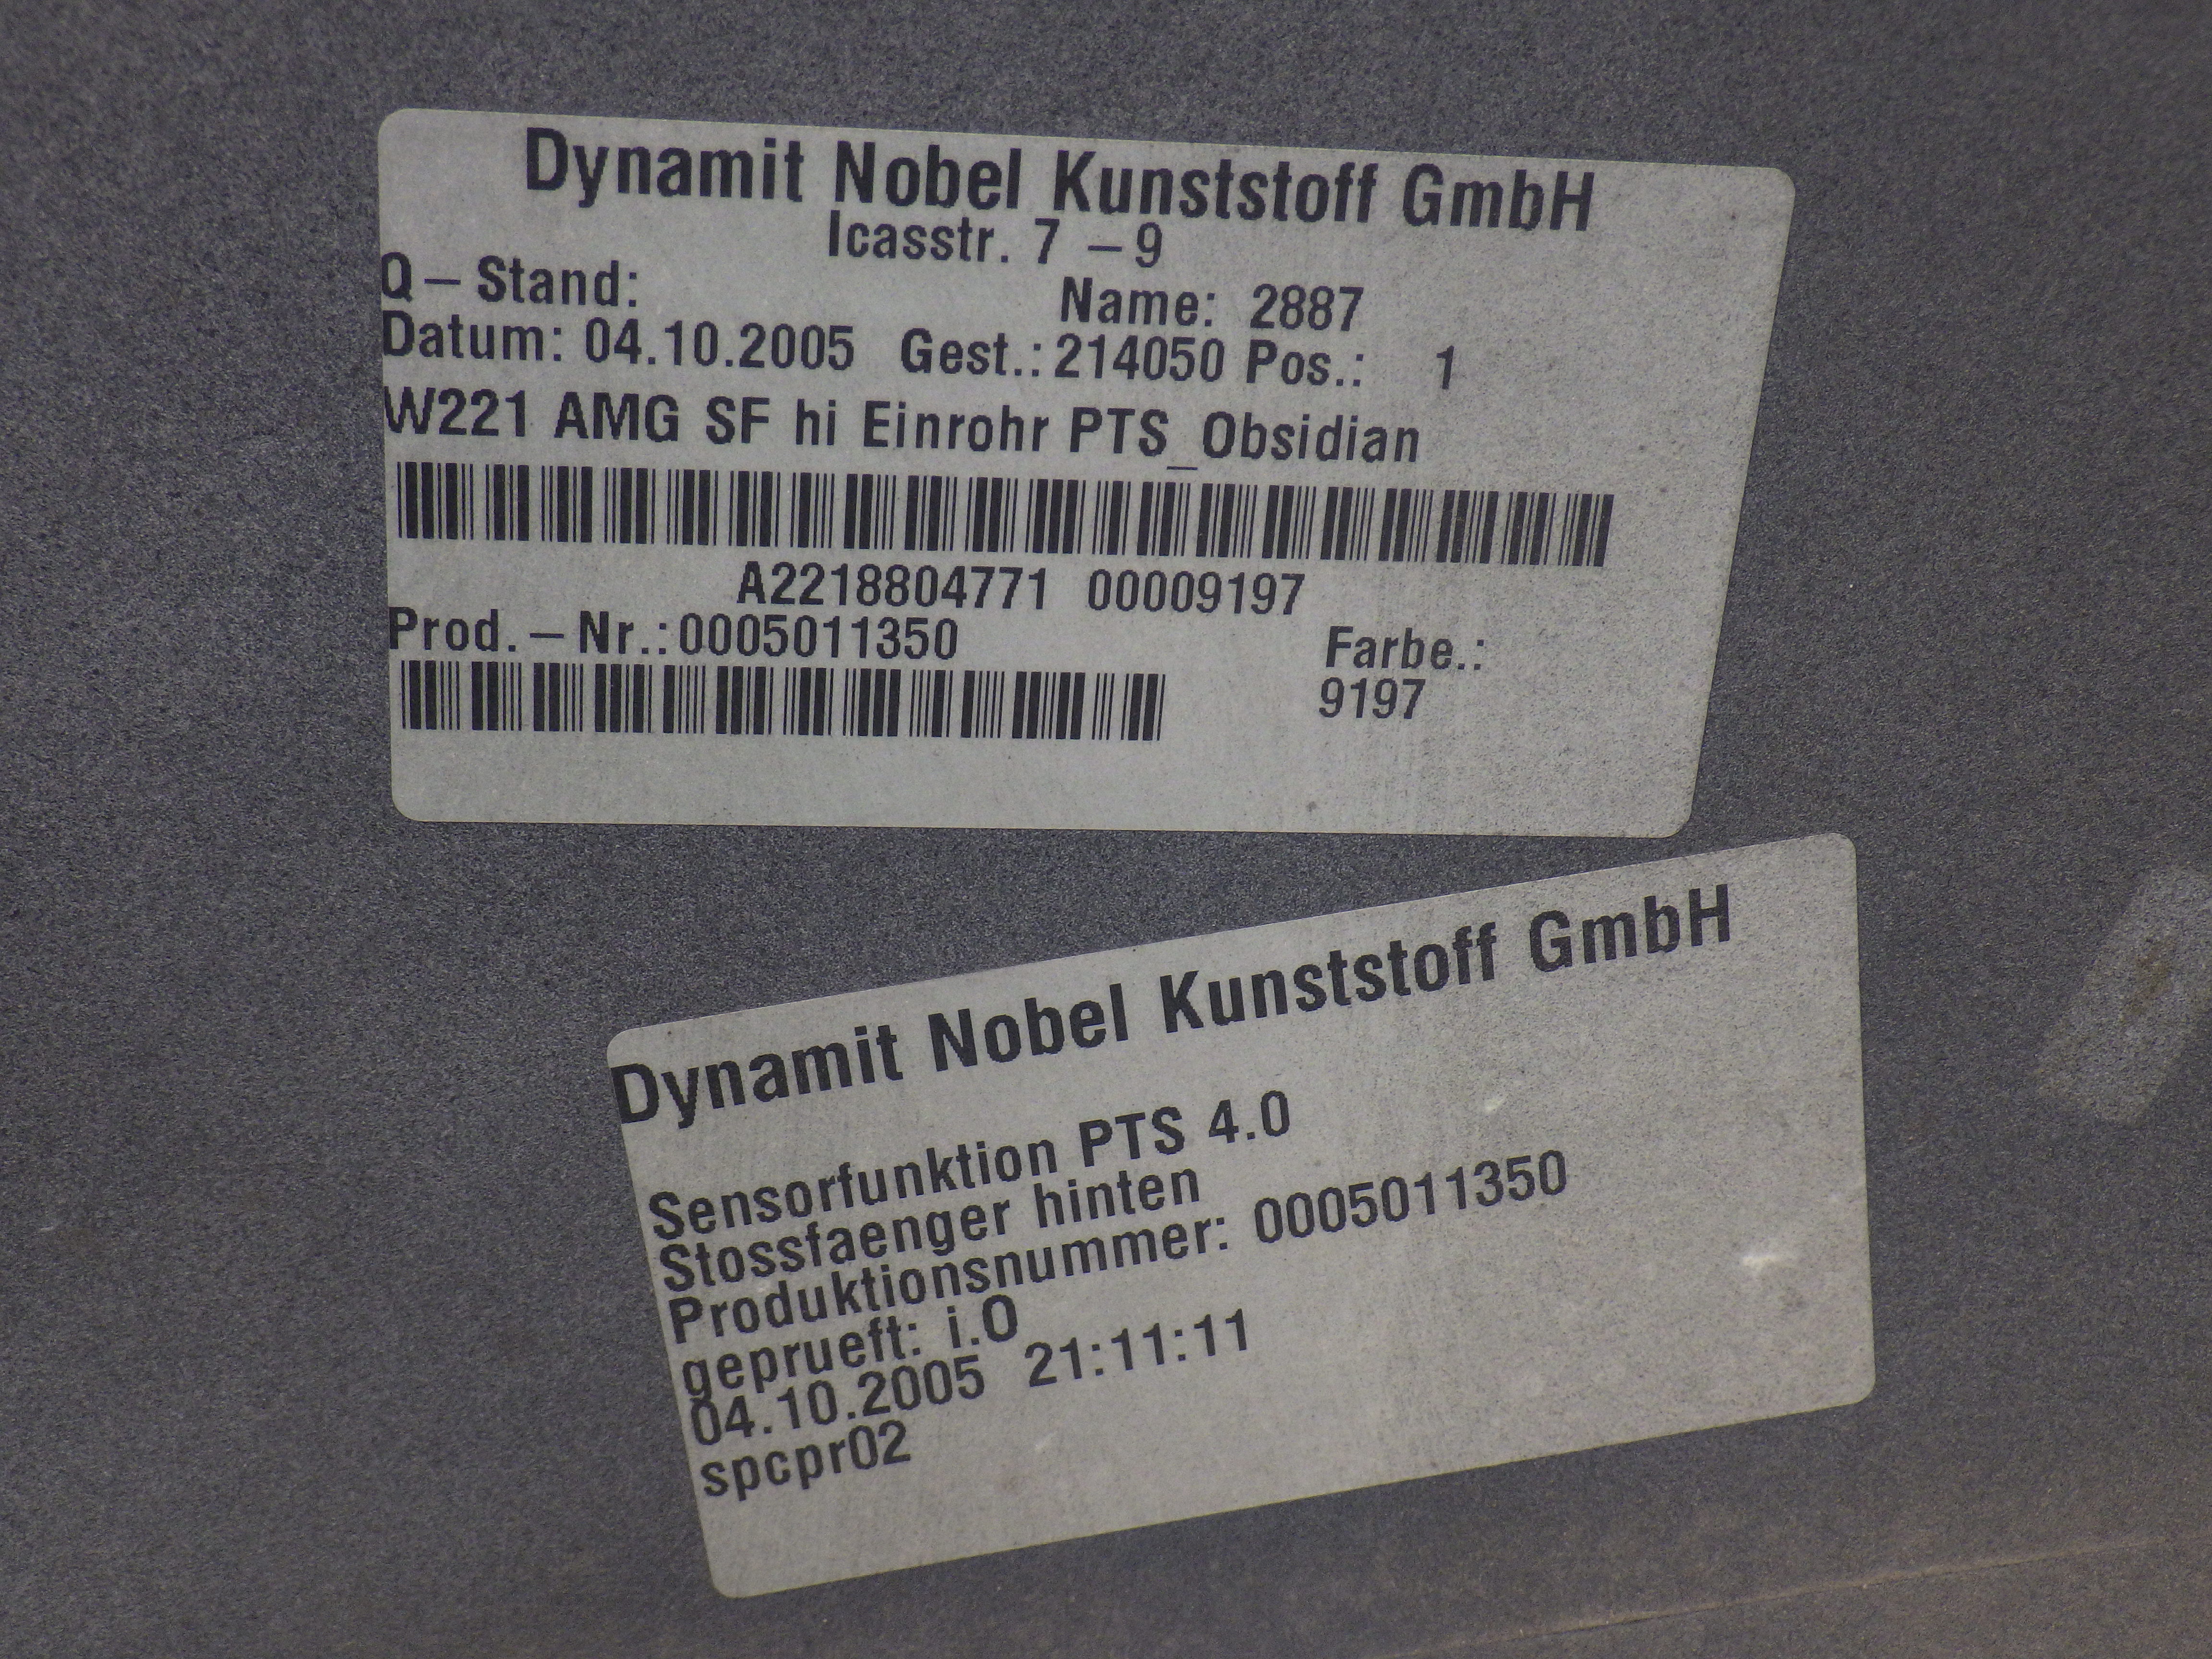 Dynamit Nobel Kunststoff GmbH
Icasstr. 7 – 9
Q – Stand: Name: 2887
Datum: 04.10.2005 Gest.: 214050 Pos.: 1
W221 AMG SF hi Einrohr PTS_Obsidian
A2218804771 00009197
Prod. – Nr.: 0005011350 Farbe.:
9197
Dynamit Nobel Kunststoff GmbH
Sensorfunktion PTS 4.0
Stossfaenger hinten
Produktionsnummer: 0005011350
geprueft: i.O
04.10.2005 21:11:11
spcpr02